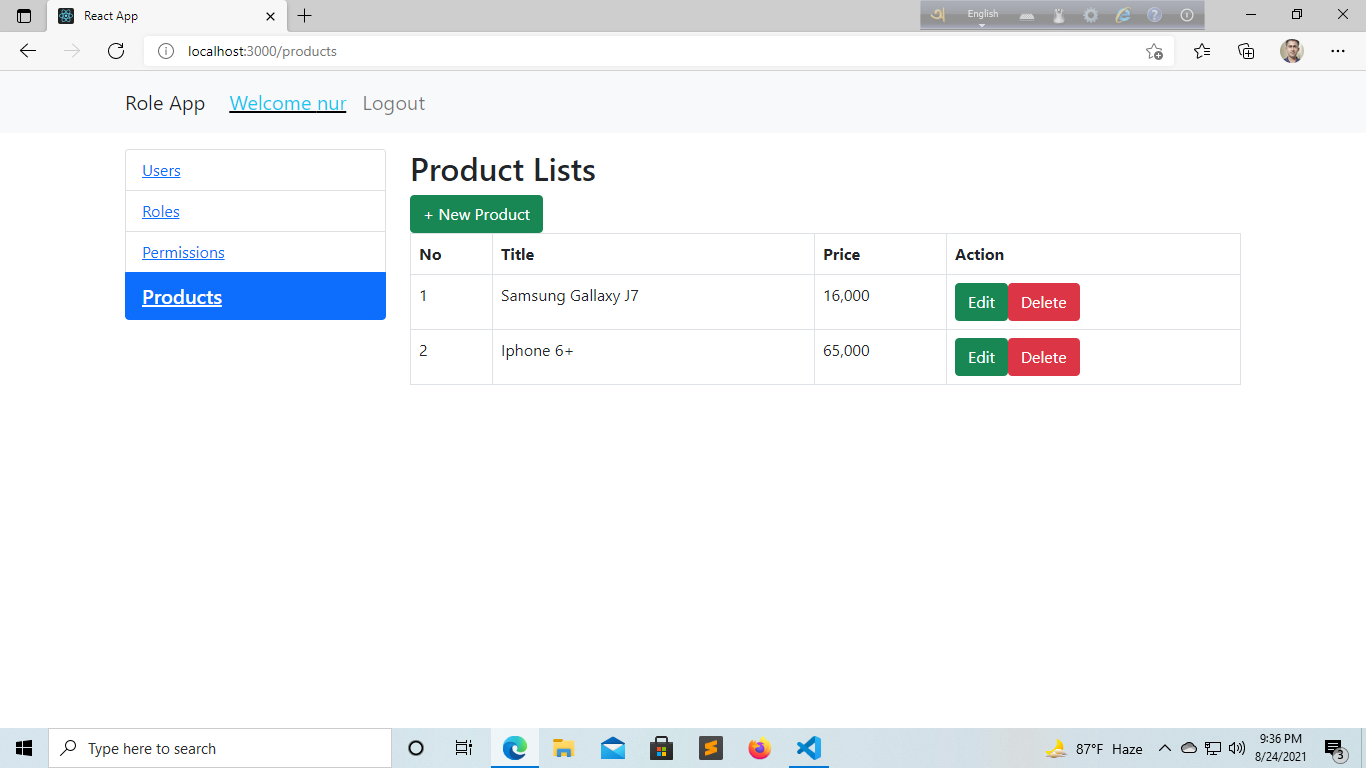 React App
English
localhost:3000/products
Role App Welcome nur Logout
Users
Roles
Permissions
Products
Product Lists
+ New Product
No Title Price Action
1 Samsung Gallaxy J7 16,000 Edit Delete
2 Iphone 6+ 65,000 Edit Delete
Type here to search
87°F Haze
9:36 PM
8/24/2021
3